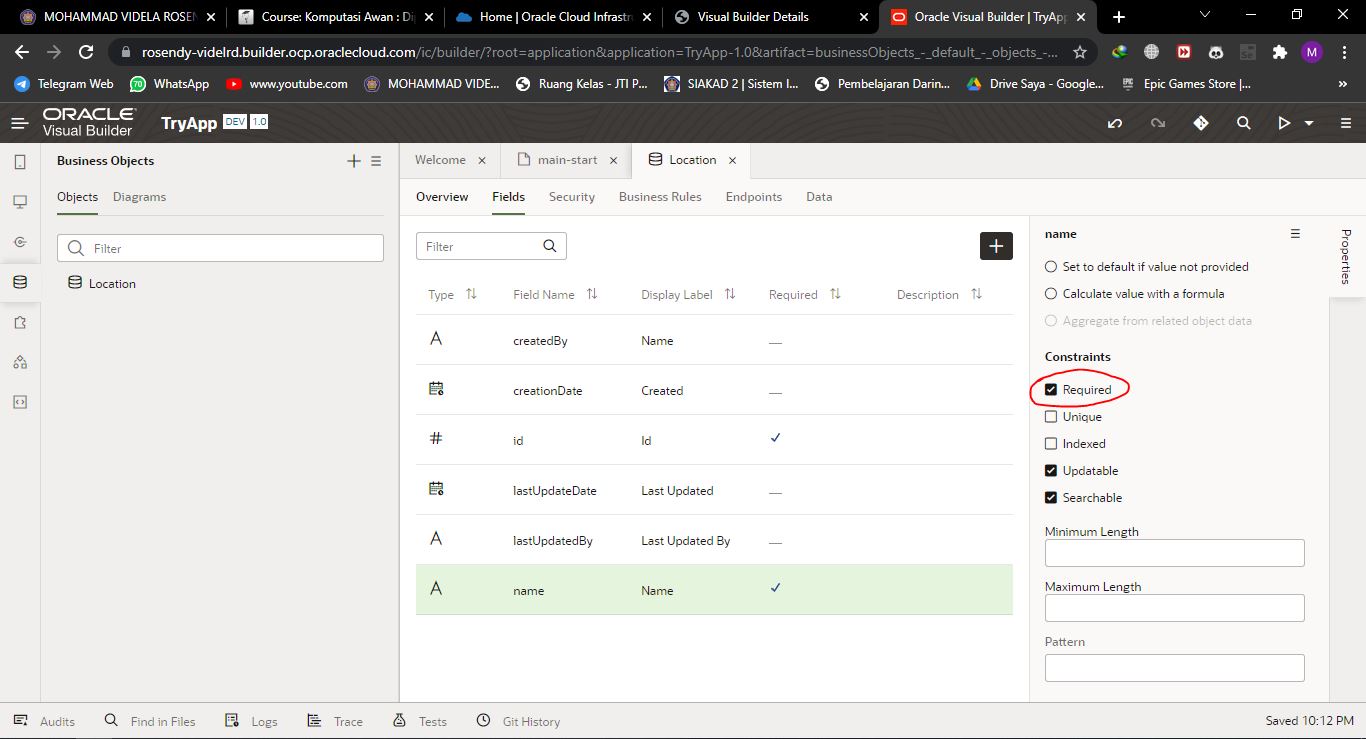 MOHAMMAD VIDELA ROSEN
Course: Komputasi Awan : Di
Home | Oracle Cloud Infrastru
Visual Builder Details
Oracle Visual Builder | TryApp
rosendy-videlrd.builder.ocp.oraclecloud.com/ic/builder/?root=application&application=TryApp-1.0&artifact=businessObjects_-_default_-_objects_-...
M
Telegram Web
WhatsApp
www.youtube.com
MOHAMMAD VIDE...
Ruang Kelas - JTI P...
SIAKAD 2 | Sistem I...
Pembelajaran Darin...
Drive Saya - Google...
Epic Games Store |...
ORACLE
Visual Builder
TryApp DEV 1.0
Business Objects
Welcome
main-start
Location
Objects
Diagrams
Overview
Fields
Security
Business Rules
Endpoints
Data
Filter
Location
Filter
Type
Field Name
Display Label
Required
Description
createdBy
Name
creationDate
Created
id
Id
lastUpdateDate
Last Updated
lastUpdatedBy
Last Updated By
name
Name
name
Set to default if value not provided
Calculate value with a formula
Aggregate from related object data
Constraints
Required
Unique
Indexed
Updatable
Searchable
Minimum Length
Maximum Length
Pattern
Properties
Audits
Find in Files
Logs
Trace
Tests
Git History
Saved 10:12 PM